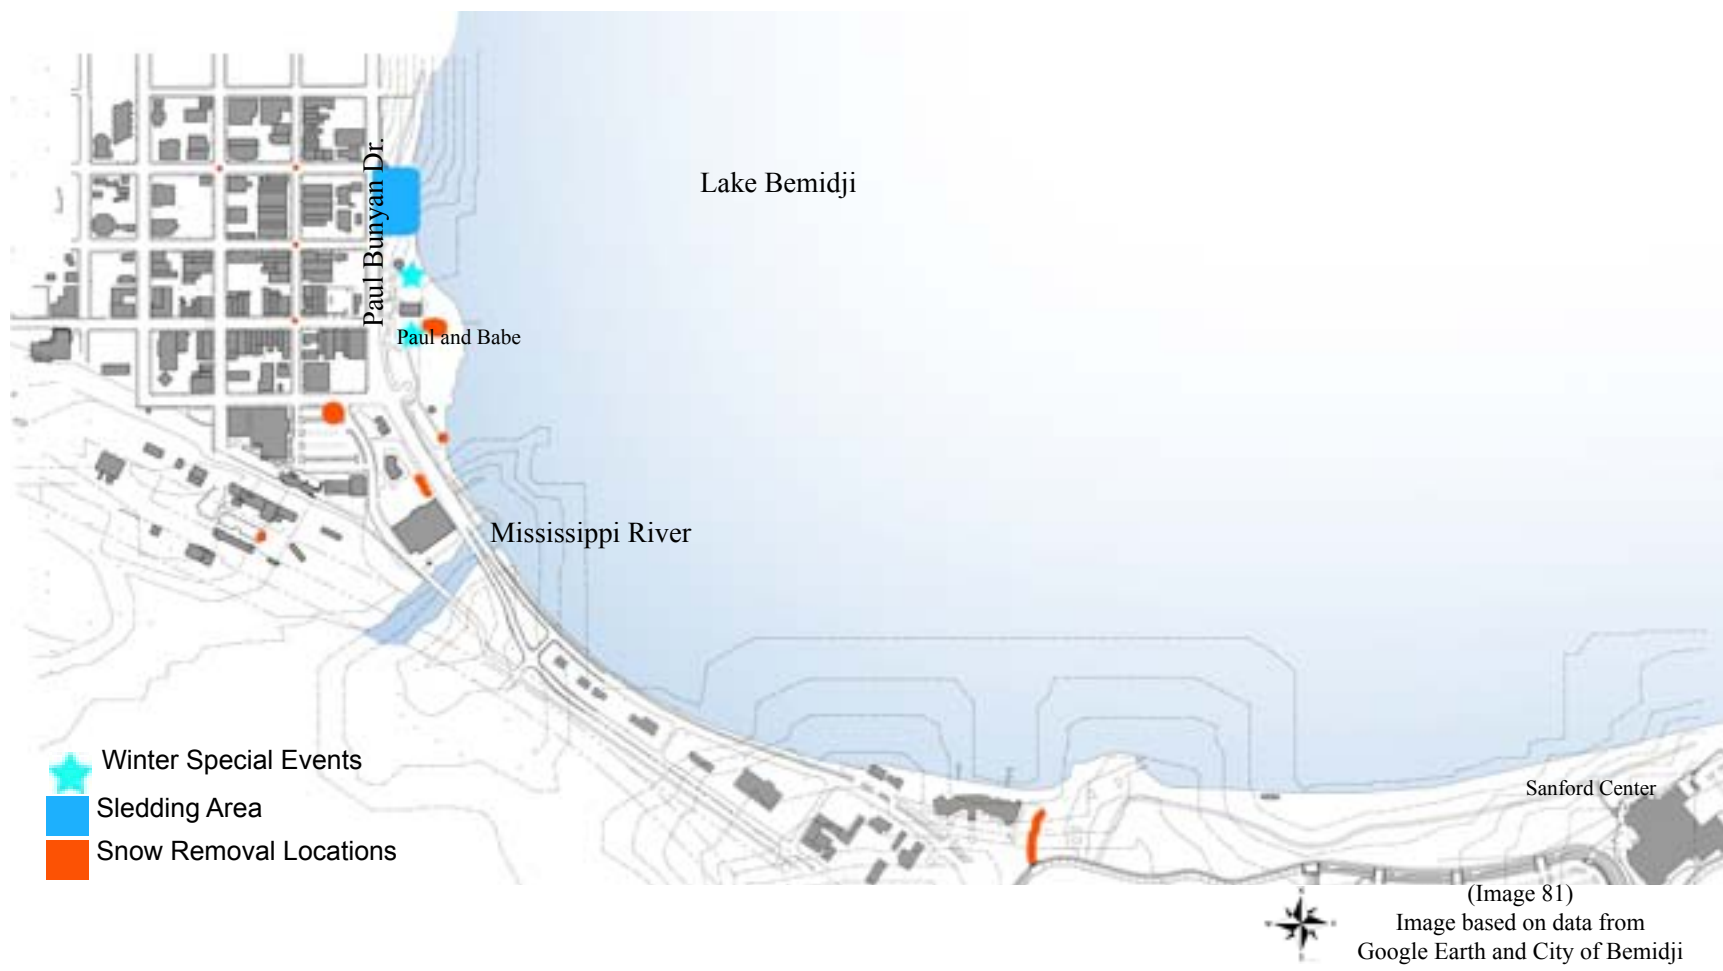 Lake Bemidji
Paul Bunyan Dr.
Paul and Babe
Mississippi River
Winter Special Events
Sledding Area
Snow Removal Locations
Sanford Center
(Image 81)
Image based on data from
Google Earth and City of Bemidji